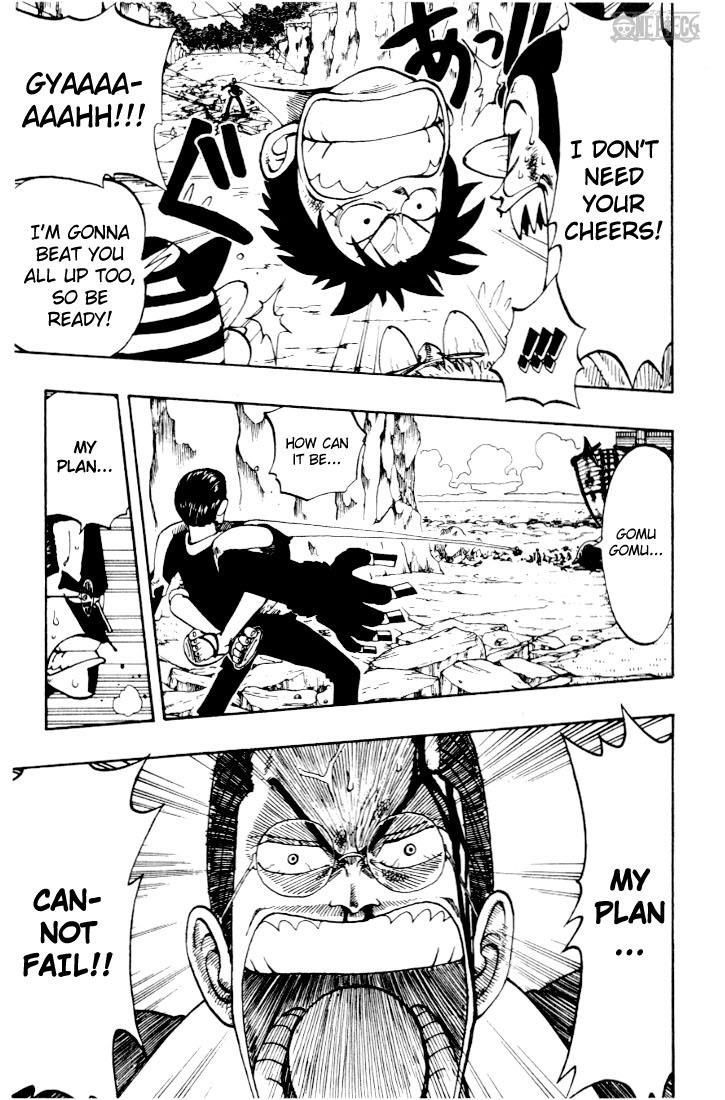 ONEPIECE
あっ!!
I DON'T
NEED
YOUR
CHEERS!
GYAAAA-
AAAHH!!!
I'M GONNA
BEAT YOU
ALL UP TOO,
SO BE
READY!
!!!!
GOMU
GOMU...
HOW CAN
IT BE...
MY
PLAN...
MY
PLAN
...
CAN-
NOT
FAIL!!